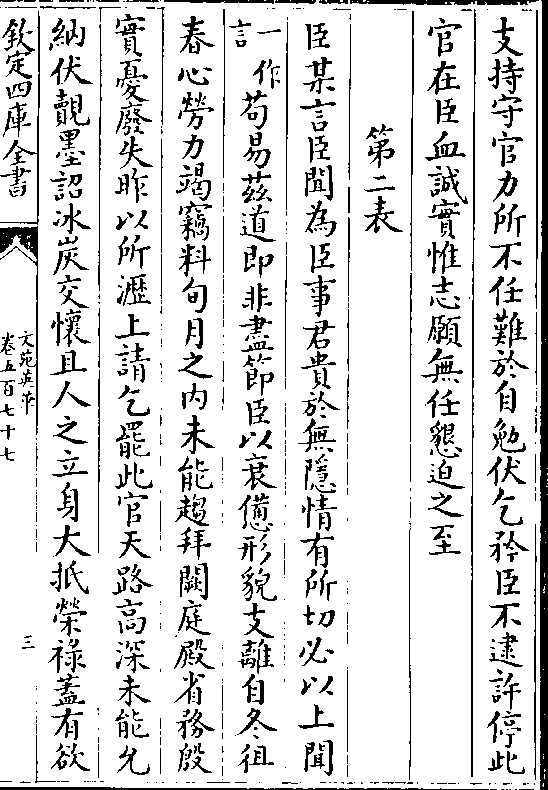 支持守官力所不任難於自勉伏乞矜臣不逮許停此
官在臣血誠實惟志願無任懇迫之至
第二表
臣某言臣聞為臣事君貴於無隱情有所切必以上聞
一作言苟易茲道即非盡節臣以衰憊形貌支離自冬徂
春心勞力竭竊料旬月之內未能趨拜闕庭殿省務殷
實憂廢失昨以所瀝上請乞罷此官天路高深未能允
納伏覩墨詔冰炭交懷且人之立身大抵榮祿蓋有欲
欽定四庫全書
文苑英華
卷五百七十七
三